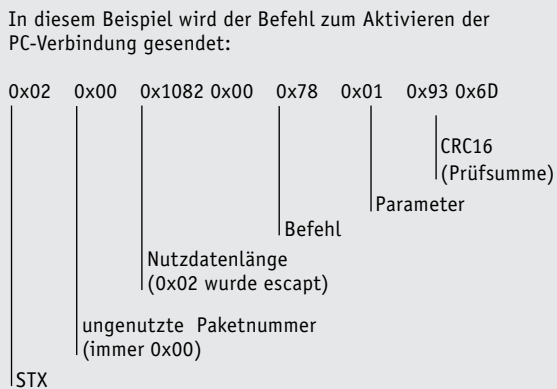 In diesem Beispiel wird der Befehl zum Aktivieren der
PC-Verbindung gesendet:
0x02 0x00 0x1082 0x00 0x78 0x01 0x93 0x6D
CRC16
(Prüfsumme)
Parameter
Befehl
Nutzdatenlänge
(0x02 wurde escapt)
ungenutzte Paketnummer
(immer 0x00)
STX